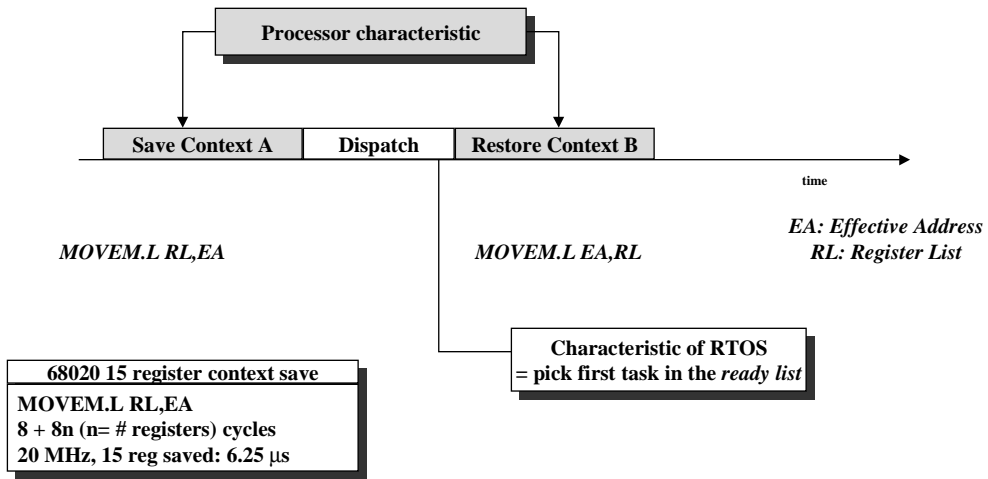 Processor characteristic
Save Context A
Dispatch
Restore Context B
time
MOVEM.L RL,EA
MOVEM.L EA,RL
EA: Effective Address
RL: Register List
Characteristic of RTOS
= pick first task in the ready list
68020 15 register context save
MOVEM.L RL,EA
8 + 8n (n= # registers) cycles
20 MHz, 15 reg saved: 6.25 μs